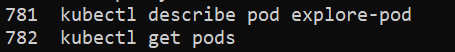 781  kubectl describe pod explore-pod
782  kubectl get pods